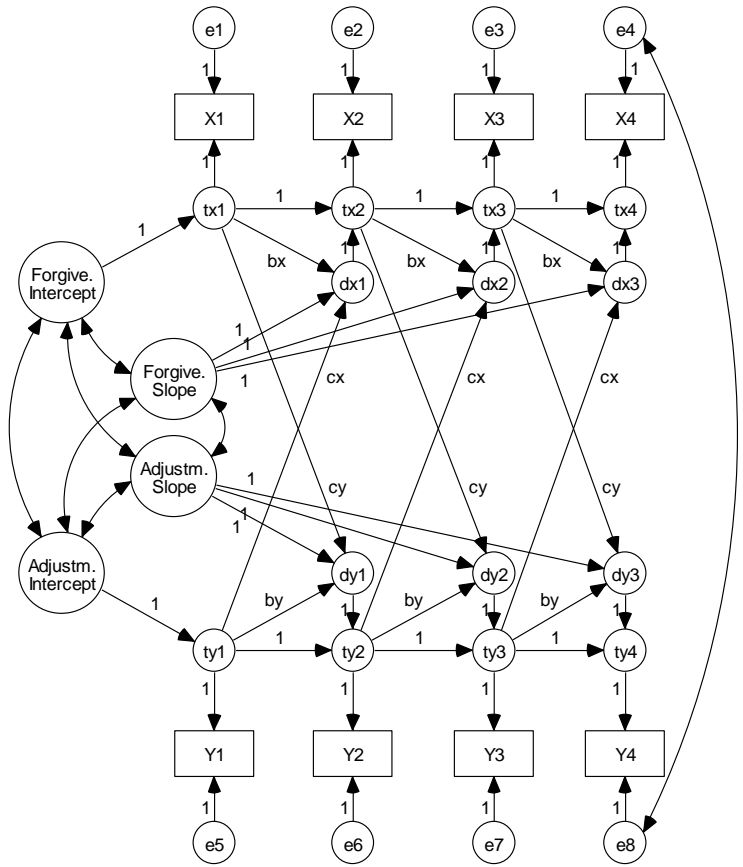 e1 e2 e3 e4
1 1 1 1
X1 X2 X3 X4
1 1 1 1
tx1 1 tx2 1 tx3 1 tx4
1
1 1 1
bx bx bx
Forgive.
Intercept
dx1 dx2 dx3
1
1
1
Forgive.
Slope
cx cx cx
Adjustm.
Slope
1
1
1
cy cy cy
Adjustm.
Intercept
dy1 dy2 dy3
1
by by by
1 1 1
ty1 1 ty2 1 ty3 1 ty4
1 1 1 1
Y1 Y2 Y3 Y4
1 1 1 1
e5 e6 e7 e8